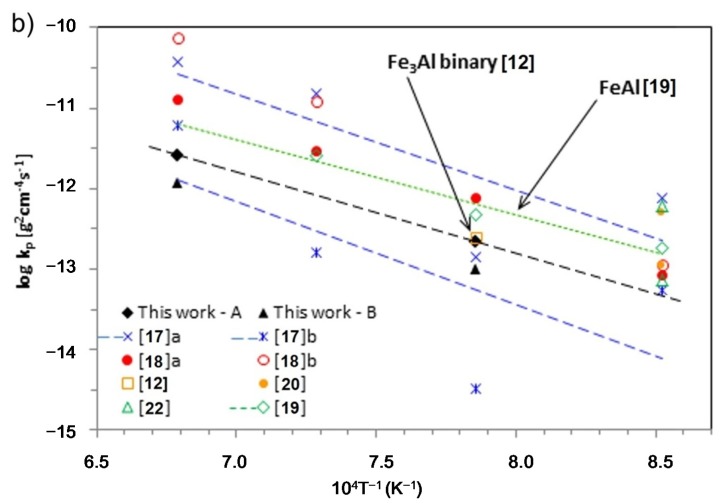 b)
−10
−11
−12
−13
−14
−15
log kp [g²cm⁻⁴s⁻¹]
Fe₃Al binary [12]
FeAl [19]
This work - A
This work - B
[17]a
[17]b
[18]a
[18]b
[12]
[20]
[22]
[19]
6.5
7.0
7.5
8.0
8.5
10⁴T⁻¹ (K⁻¹)